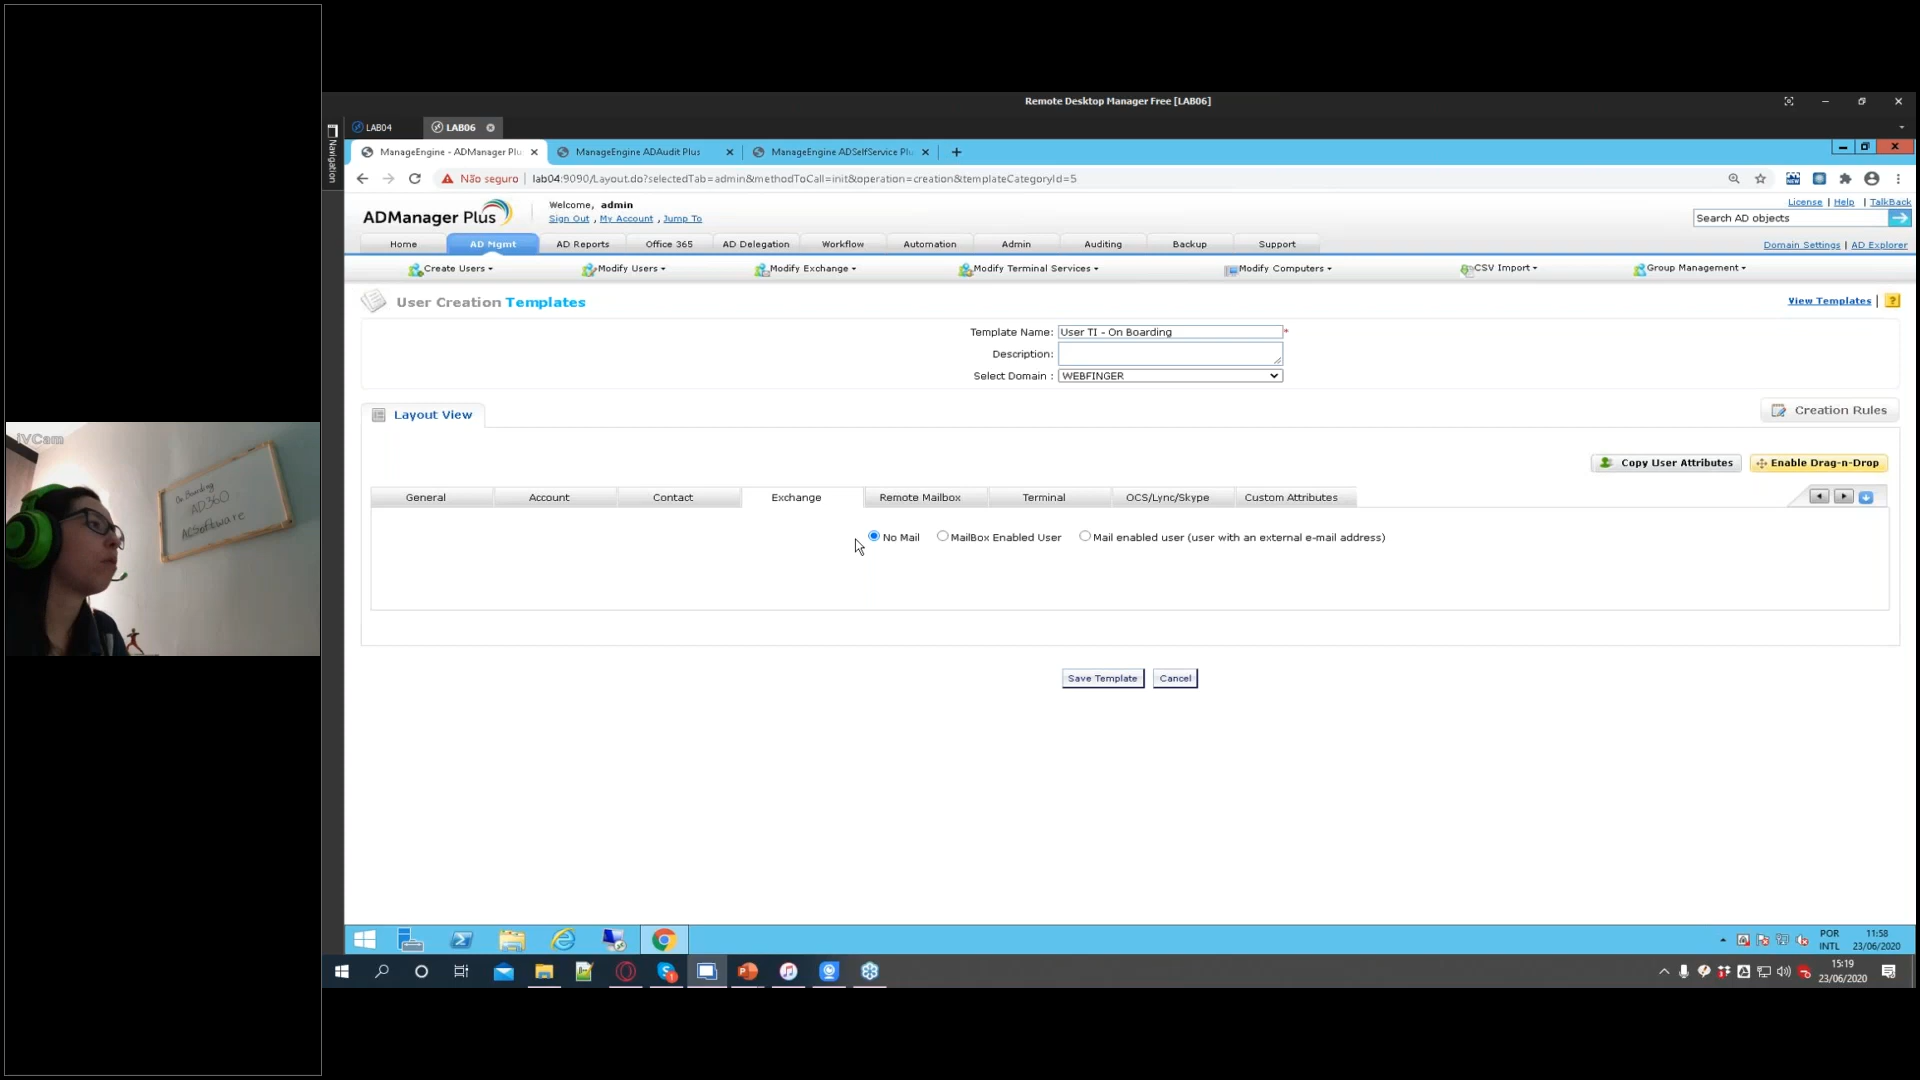 Remote Desktop Manager Free [LAB06]
LAB04
LAB06
Navigation
ManageEngine - ADManager Plu
ManageEngine ADAudit Plus
ManageEngine ADSelfService Plu
Não seguro
lab04:9090/Layout.do?selectedTab=admin&methodToCall=init&operation=creation&templateCategoryId=5
ADManager Plus
Welcome, admin
Sign Out , My Account , Jump To
License | Help | TalkBack
Search AD objects
Home
AD Mgmt
AD Reports
Office 365
AD Delegation
Workflow
Automation
Admin
Auditing
Backup
Support
Domain Settings | AD Explorer
Create Users
Modify Users
Modify Exchange
Modify Terminal Services
Modify Computers
CSV Import
Group Management
User Creation Templates
View Templates | ?
Template Name: User TI - On Boarding *
Description:
Select Domain : WEBFINGER
Layout View
Creation Rules
Copy User Attributes
Enable Drag-n-Drop
General
Account
Contact
Exchange
Remote Mailbox
Terminal
OCS/Lync/Skype
Custom Attributes
No Mail
MailBox Enabled User
Mail enabled user (user with an external e-mail address)
Save Template
Cancel
iVCam
On Boarding
AD360
ACSoftware
POR
INTL
11:58
23/06/2020
15:19
23/06/2020